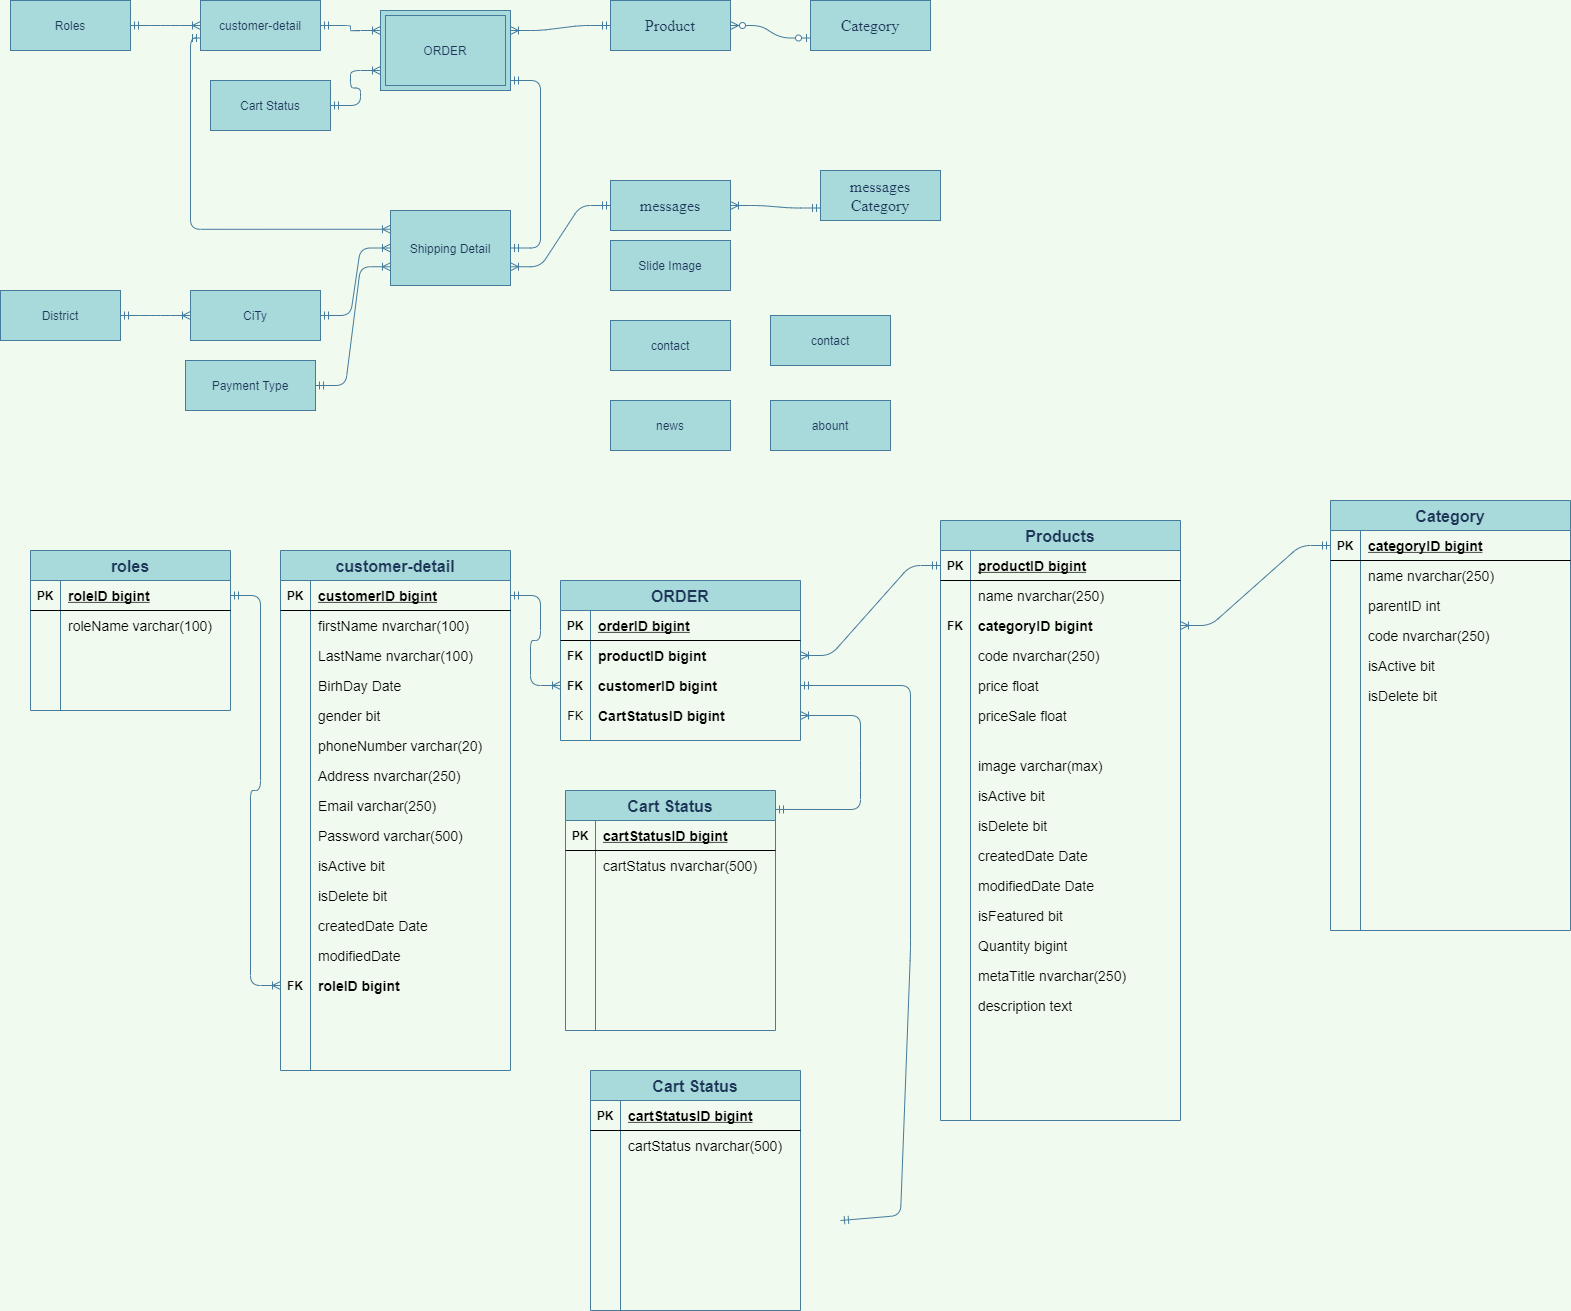 Roles
customer-detail
ORDER
Product
Category
Cart Status
messages
Category
messages
Shipping Detail
Slide Image
District
CiTy
contact
contact
Payment Type
news
abount
roles
PK roleID bigint
roleName varchar(100)
customer-detail
PK customerID bigint
firstName nvarchar(100)
LastName nvarchar(100)
BirhDay Date
gender bit
phoneNumber varchar(20)
Address nvarchar(250)
Email varchar(250)
Password varchar(500)
isActive bit
isDelete bit
createdDate Date
modifiedDate
FK roleID bigint
ORDER
PK orderID bigint
FK productID bigint
FK customerID bigint
FK CartStatusID bigint
Cart Status
PK cartStatusID bigint
cartStatus nvarchar(500)
Cart Status
PK cartStatusID bigint
cartStatus nvarchar(500)
Products
PK productID bigint
name nvarchar(250)
FK categoryID bigint
code nvarchar(250)
price float
priceSale float
image varchar(max)
isActive bit
isDelete bit
createdDate Date
modifiedDate Date
isFeatured bit
Quantity bigint
metaTitle nvarchar(250)
description text
Category
PK categoryID bigint
name nvarchar(250)
parentID int
code nvarchar(250)
isActive bit
isDelete bit